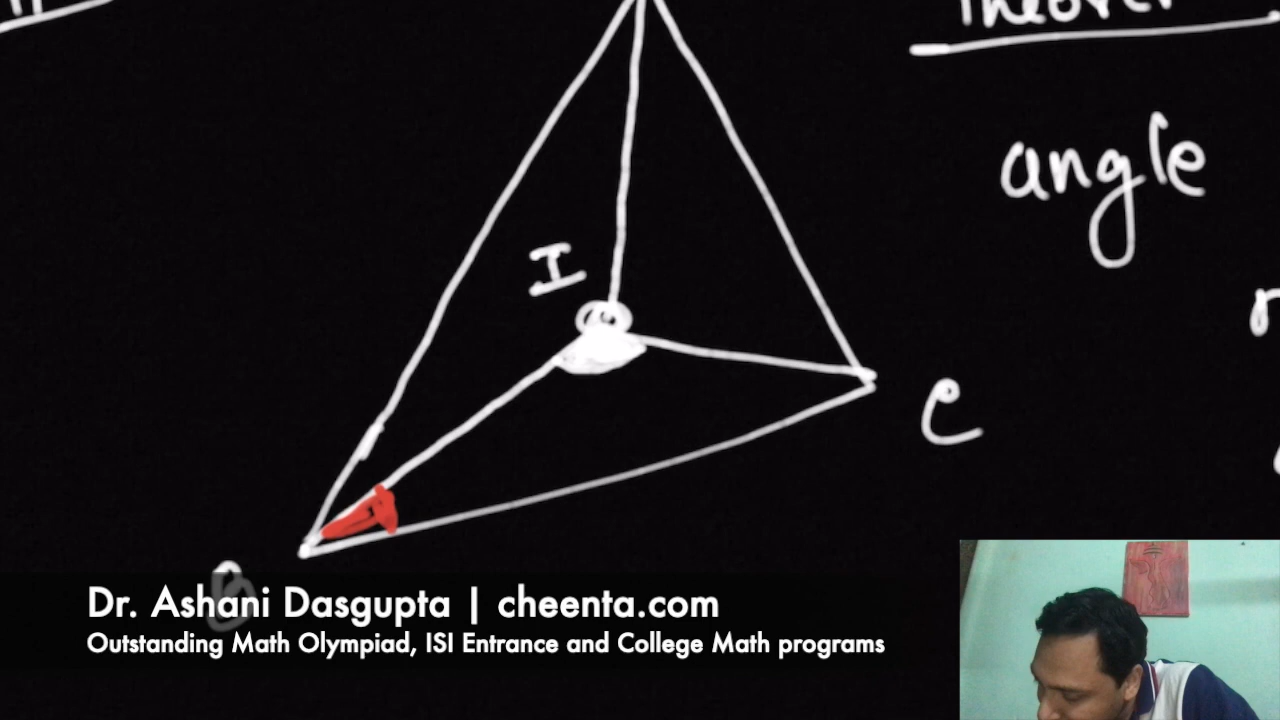 angle
I
C
B
Dr. Ashani Dasgupta | cheenta.com
Outstanding Math Olympiad, ISI Entrance and College Math programs